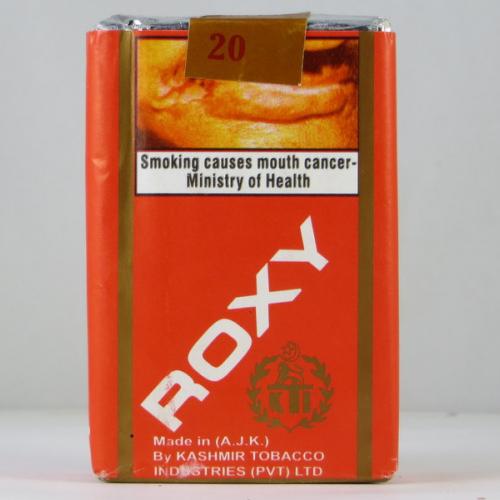 20
Smoking causes mouth cancer-
Ministry of Health
ROXY
KTI
Made in (A.J.K.)
By KASHMIR TOBACCO
INDUSTRIES (PVT) LTD